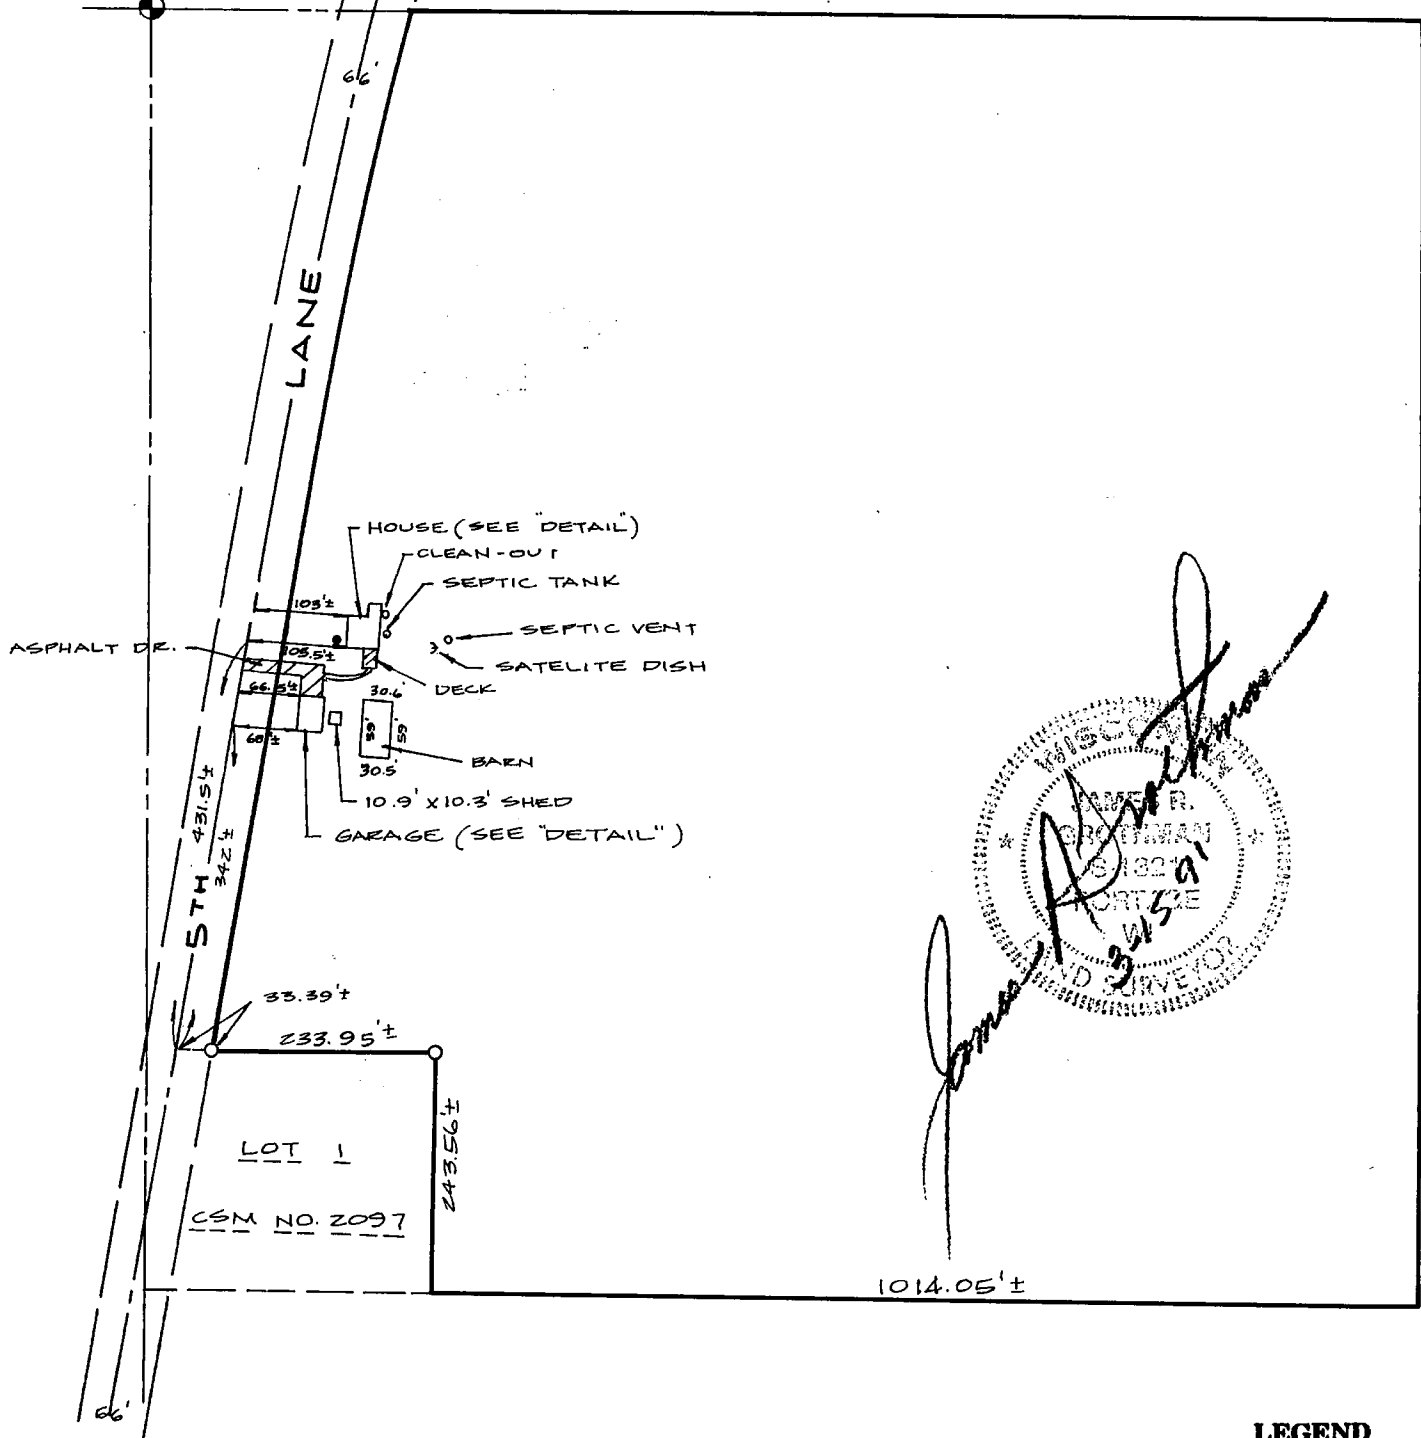 66'
LANE
HOUSE (SEE "DETAIL")
CLEAN-OUT
SEPTIC TANK
103'±
SEPTIC VENT
ASPHALT DR.
105.5'±
SATELITE DISH
66.5'±
30.6'
DECK
59'
59'
60'±
BARN
30.5'
10.9' X 10.3' SHED
GARAGE (SEE "DETAIL")
5TH
431.5'±
342'±
33.39'±
233.95'±
243.56'±
LOT 1
CSM NO. 2097
1014.05'±
66'
WISCONSIN
JAMES R.
GROTHMAN
S-1321
PORTAGE
WI
LAND SURVEYOR
James R. Grothman
LEGEND